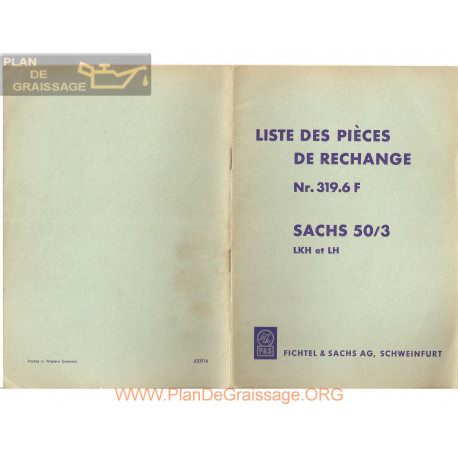 PLAN
DE
GRAISSAGE
LISTE DES PIÈCES
DE RECHANGE
Nr. 319.6 F
SACHS 50/3
LKH et LH
F&S
FICHTEL & SACHS AG, SCHWEINFURT
Printed in Western Germany
www.PlanDeGraissage.ORG